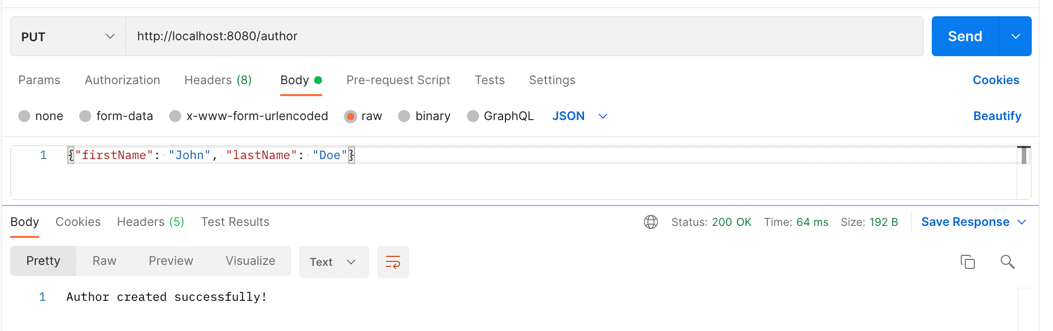 PUT http://localhost:8080/author Send
Params Authorization Headers (8) Body Pre-request Script Tests Settings Cookies
none form-data x-www-form-urlencoded raw binary GraphQL JSON Beautify
1 {"firstName": "John", "lastName": "Doe"}
Body Cookies Headers (5) Test Results Status: 200 OK Time: 64 ms Size: 192 B Save Response
Pretty Raw Preview Visualize Text
1 Author created successfully!